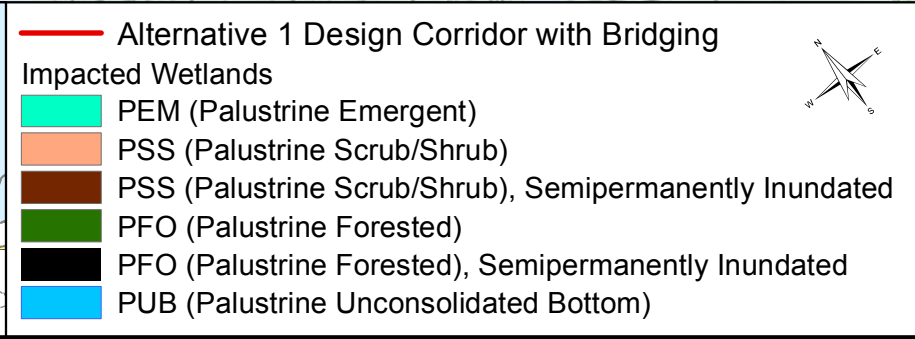 Alternative 1 Design Corridor with Bridging
N
E
W
S
Impacted Wetlands
PEM (Palustrine Emergent)
PSS (Palustrine Scrub/Shrub)
PSS (Palustrine Scrub/Shrub), Semipermanently Inundated
PFO (Palustrine Forested)
PFO (Palustrine Forested), Semipermanently Inundated
PUB (Palustrine Unconsolidated Bottom)